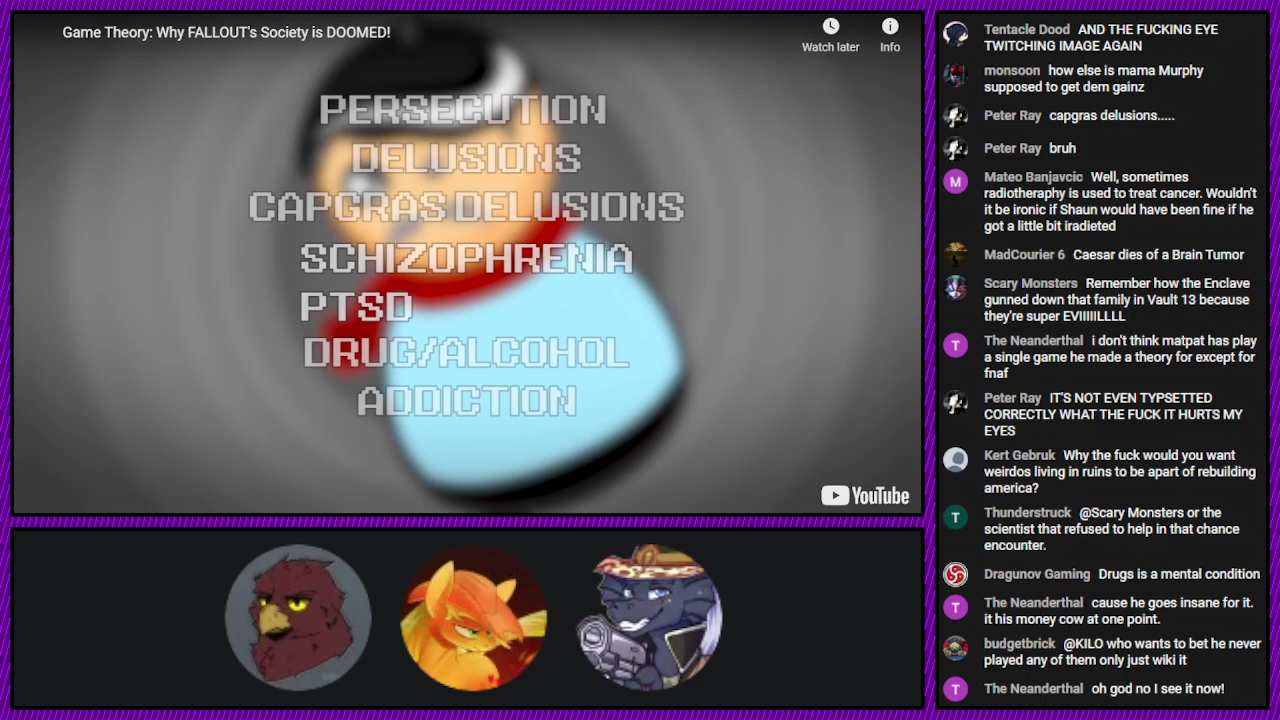 Game Theory: Why FALLOUT's Society is DOOMED!
Watch later
Info
PERSECUTION
DELUSIONS
CAPGRAS DELUSIONS
SCHIZOPHRENIA
PTSD
DRUG/ALCOHOL
ADDICTION
YouTube
Tentacle Dood AND THE FUCKING EYE
TWITCHING IMAGE AGAIN
monsoon how else is mama Murphy
supposed to get dem gainz
Peter Ray capgras delusions.....
Peter Ray bruh
M
Mateo Banjavcic Well, sometimes
radiotheraphy is used to treat cancer. Wouldn't
it be ironic if Shaun would have been fine if he
got a little bit iradieted
MadCourier 6 Caesar dies of a Brain Tumor
Scary Monsters Remember how the Enclave
gunned down that family in Vault 13 because
they're super EVIIIIILLLL
T
The Neanderthal i don't think matpat has play
a single game he made a theory for except for
fnaf
Peter Ray IT'S NOT EVEN TYPSETTED
CORRECTLY WHAT THE FUCK IT HURTS MY
EYES
Kert Gebruk Why the fuck would you want
weirdos living in ruins to be apart of rebuilding
america?
T
Thunderstruck @Scary Monsters or the
scientist that refused to help in that chance
encounter.
Dragunov Gaming Drugs is a mental condition
T
The Neanderthal cause he goes insane for it.
it his money cow at one point.
budgetbrick @KILO who wants to bet he never
played any of them only just wiki it
T
The Neanderthal oh god no I see it now!